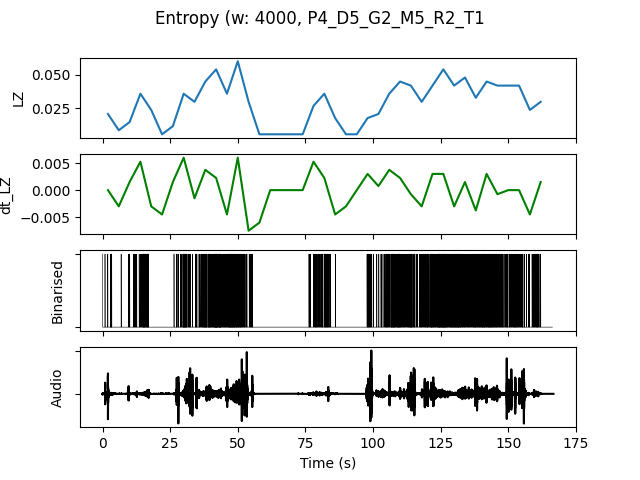 Entropy (w: 4000, P4_D5_G2_M5_R2_T1
LZ
0.050
0.025
dt_LZ
0.005
0.000
−0.005
Binarised
Audio
0
25
50
75
100
125
150
175
Time (s)